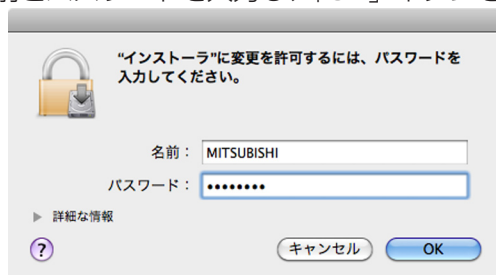 “インストーラ”に変更を許可するには、パスワードを
入力してください。
名前： MITSUBISHI
パスワード： ••••••••
▶ 詳細な情報
? キャンセル OK